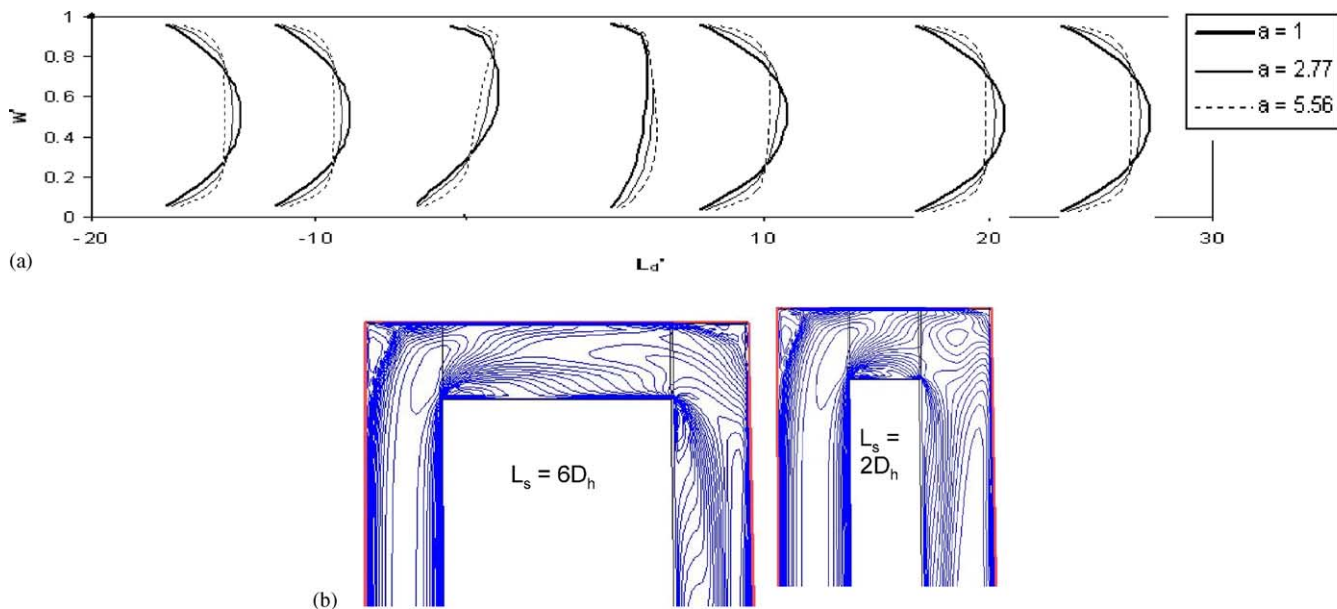 1
0.8
0.6
0.4
0.2
0
W*
-20
-10
10
20
30
L_d*
a = 1
a = 2.77
a = 5.56
(a)
L_s = 6D_h
L_s =
2D_h
(b)